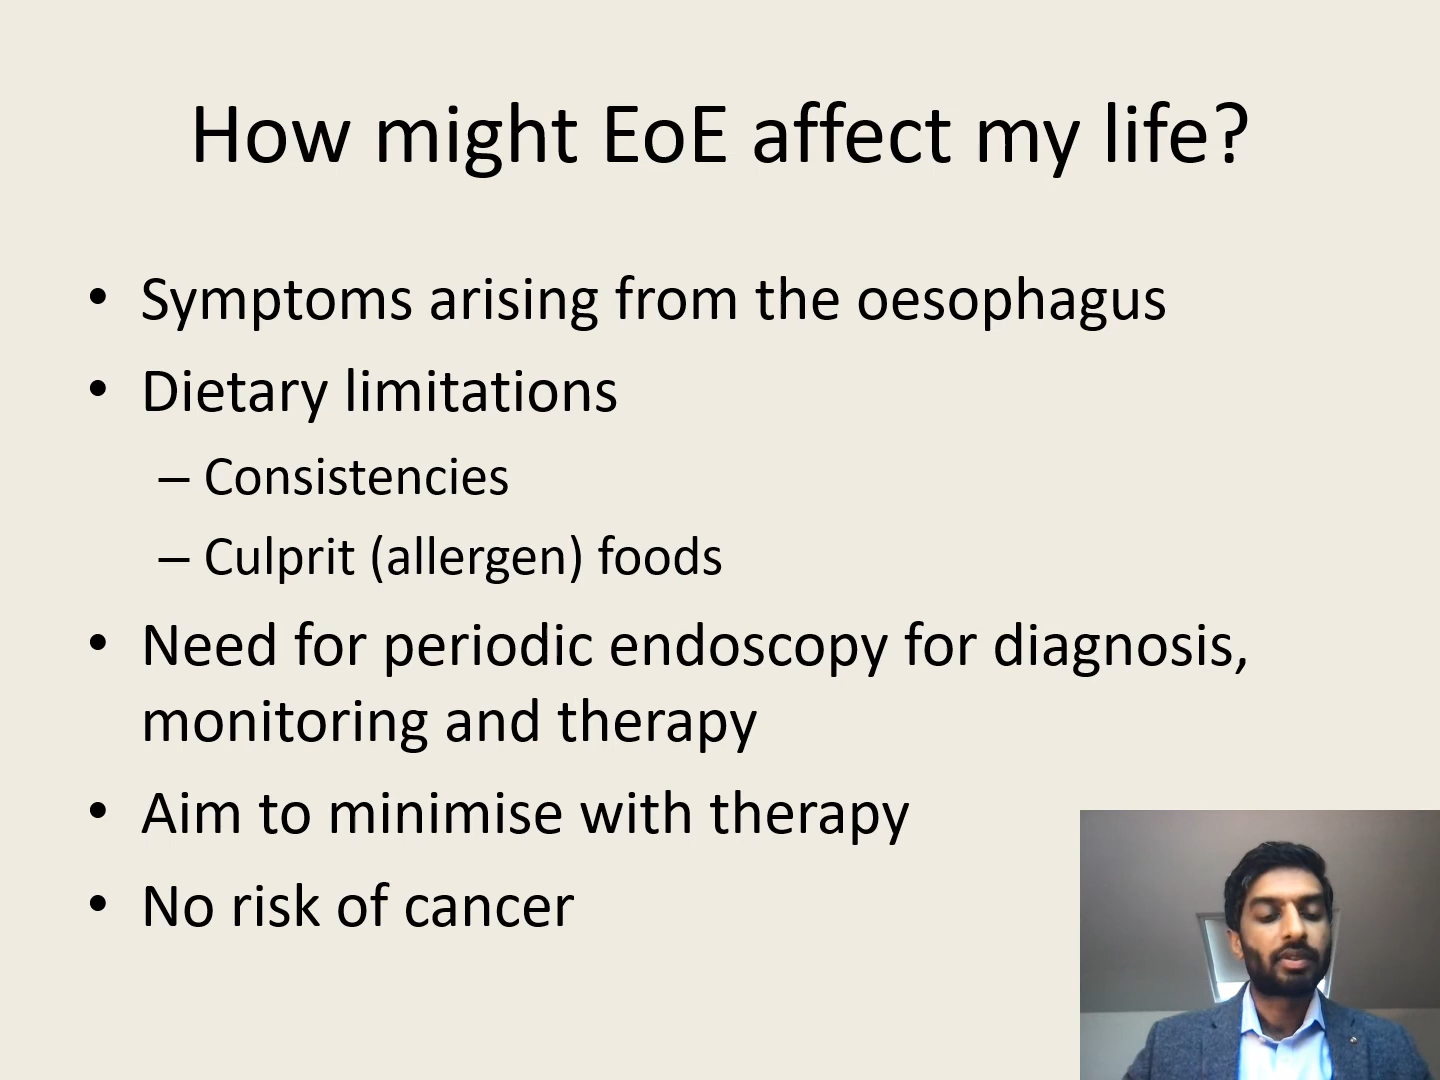 How might EoE affect my life?
• Symptoms arising from the oesophagus
• Dietary limitations
– Consistencies
– Culprit (allergen) foods
• Need for periodic endoscopy for diagnosis,
monitoring and therapy
• Aim to minimise with therapy
• No risk of cancer